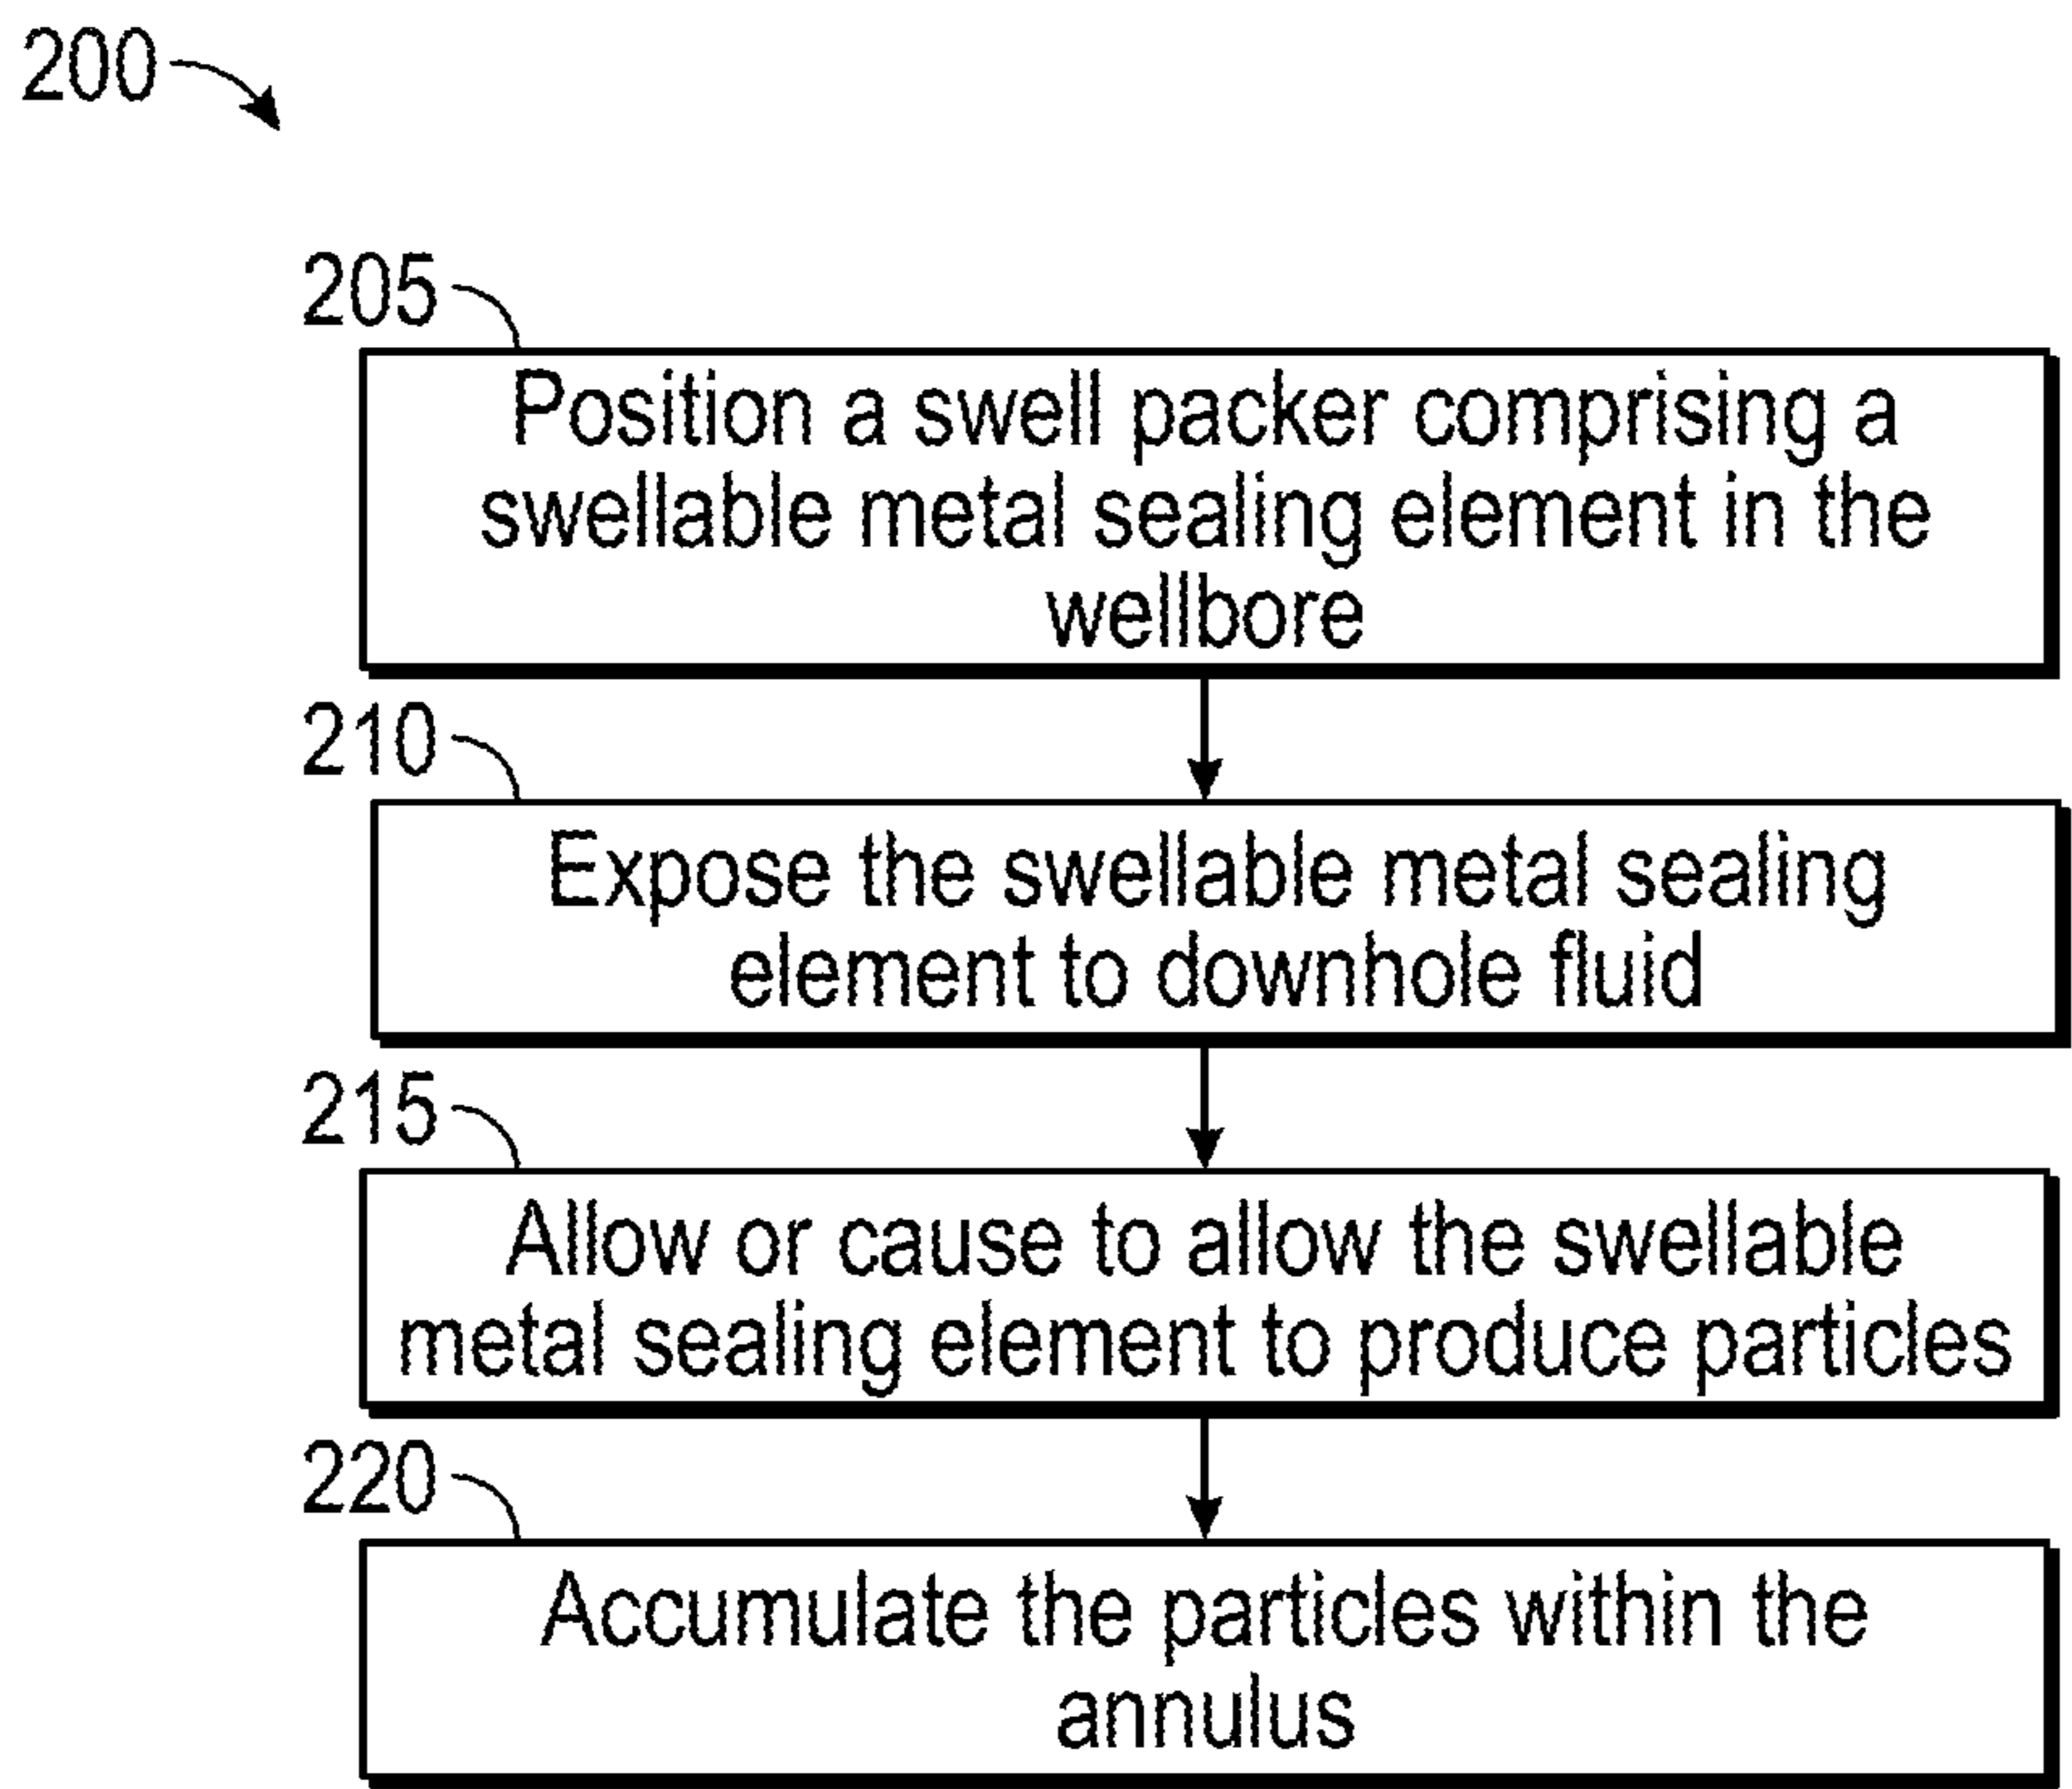 200
205
Position a swell packer comprising a
swellable metal sealing element in the
wellbore
210
Expose the swellable metal sealing
element to downhole fluid
215
Allow or cause to allow the swellable
metal sealing element to produce particles
220
Accumulate the particles within the
annulus